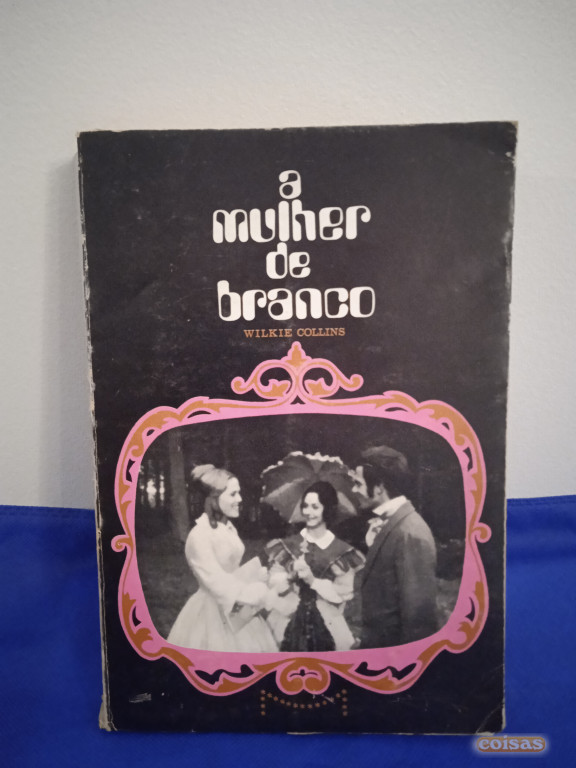 a
mulher
de
branco
WILKIE COLLINS
coisas